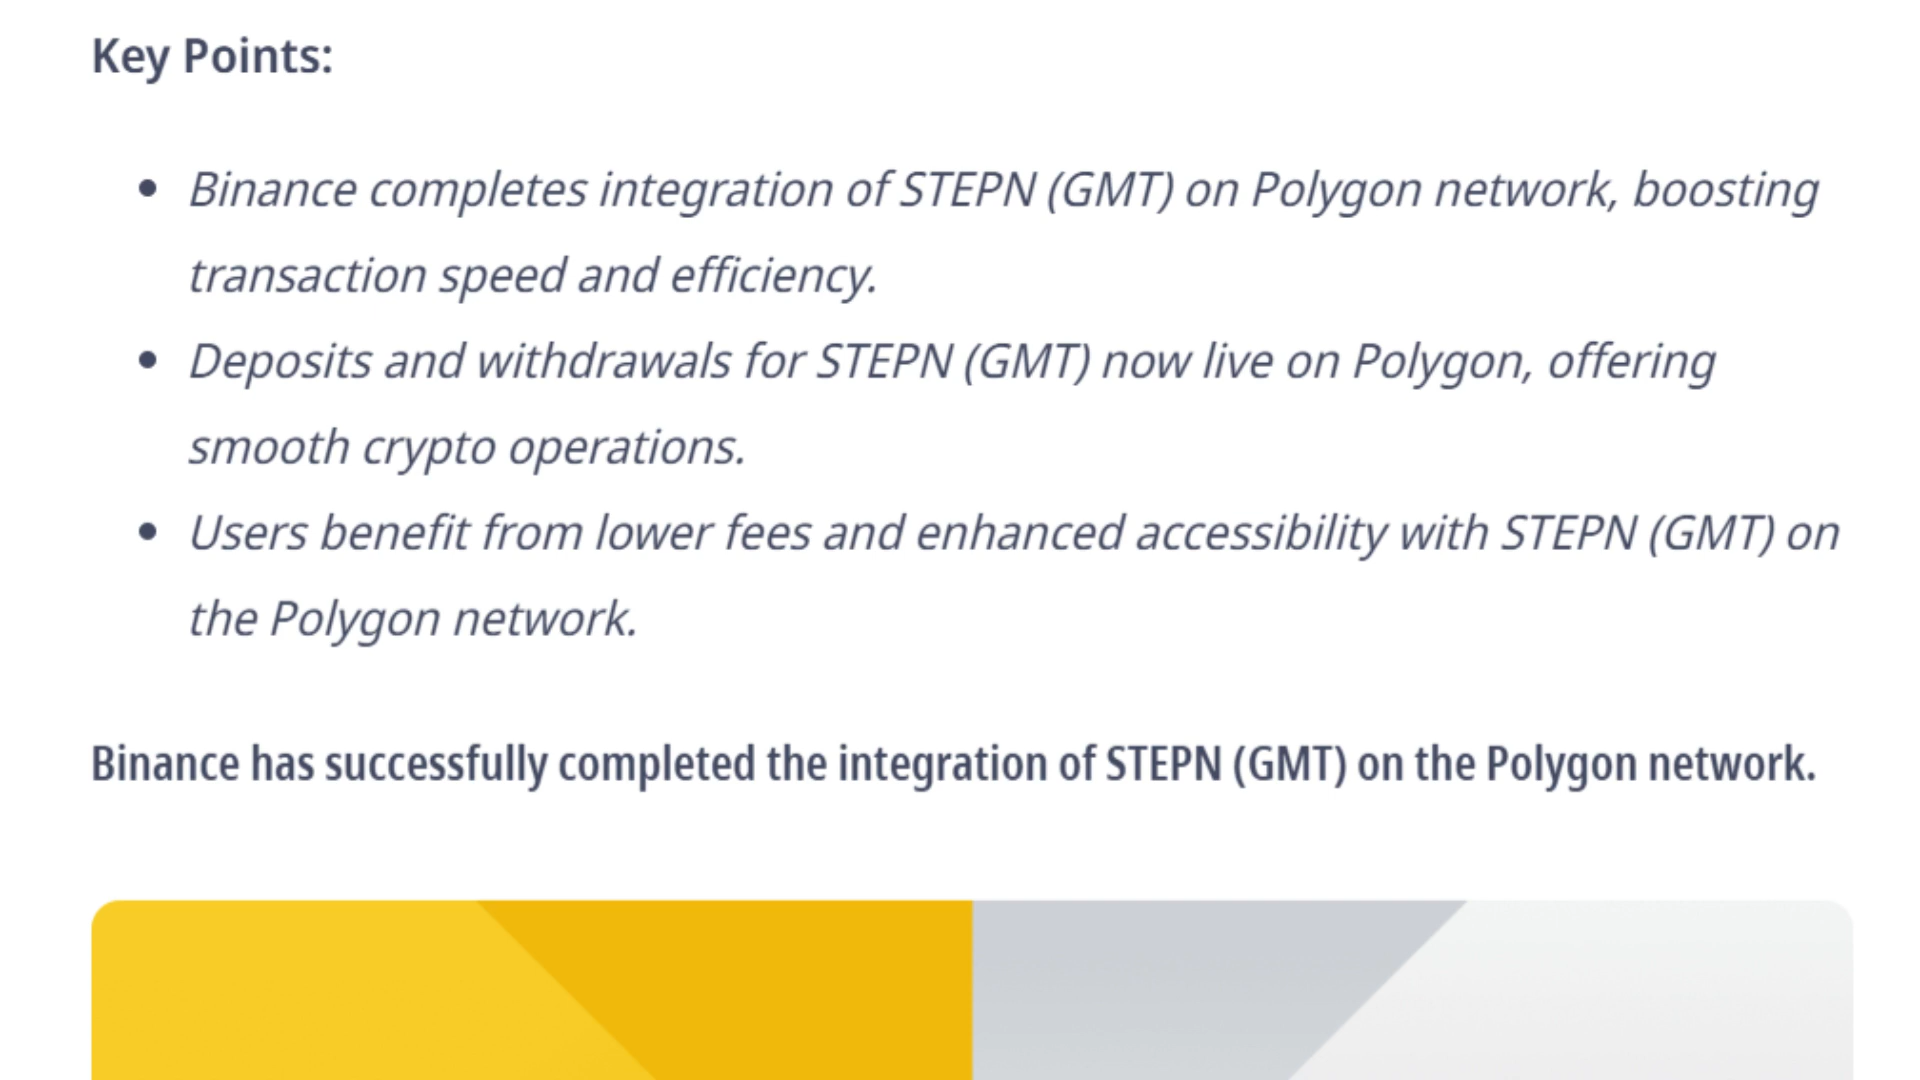 Key Points:
Binance completes integration of STEPN (GMT) on Polygon network, boosting
transaction speed and efficiency.
Deposits and withdrawals for STEPN (GMT) now live on Polygon, offering
smooth crypto operations.
Users benefit from lower fees and enhanced accessibility with STEPN (GMT) on
the Polygon network.
Binance has successfully completed the integration of STEPN (GMT) on the Polygon network.